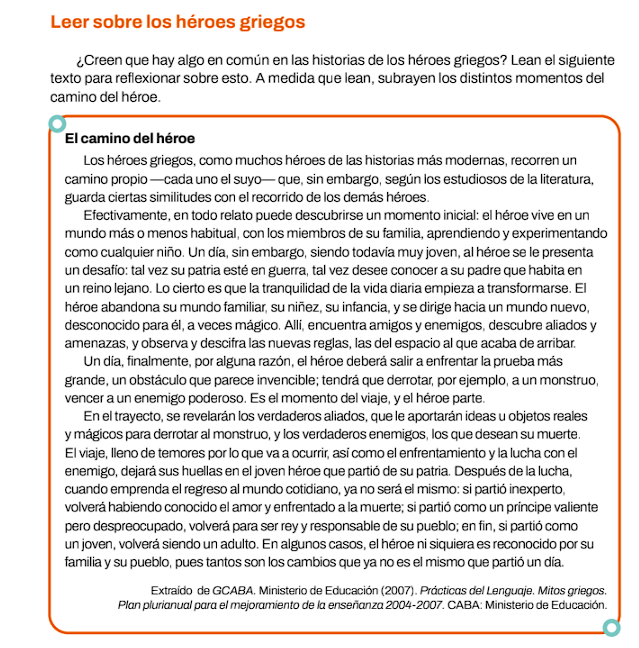 Leer sobre los héroes griegos
¿Creen que hay algo en común en las historias de los héroes griegos? Lean el siguiente
texto para reflexionar sobre esto. A medida que lean, subrayen los distintos momentos del
camino del héroe.
El camino del héroe
Los héroes griegos, como muchos héroes de las historias más modernas, recorren un
camino propio —cada uno el suyo— que, sin embargo, según los estudiosos de la literatura,
guarda ciertas similitudes con el recorrido de los demás héroes.
Efectivamente, en todo relato puede descubrirse un momento inicial: el héroe vive en un
mundo más o menos habitual, con los miembros de su familia, aprendiendo y experimentando
como cualquier niño. Un día, sin embargo, siendo todavía muy joven, al héroe se le presenta
un desafío: tal vez su patria esté en guerra, tal vez desee conocer a su padre que habita en
un reino lejano. Lo cierto es que la tranquilidad de la vida diaria empieza a transformarse. El
héroe abandona su mundo familiar, su niñez, su infancia, y se dirige hacia un mundo nuevo,
desconocido para él, a veces mágico. Allí, encuentra amigos y enemigos, descubre aliados y
amenazas, y observa y descifra las nuevas reglas, las del espacio al que acaba de arribar.
Un día, finalmente, por alguna razón, el héroe deberá salir a enfrentar la prueba más
grande, un obstáculo que parece invencible; tendrá que derrotar, por ejemplo, a un monstruo,
vencer a un enemigo poderoso. Es el momento del viaje, y el héroe parte.
En el trayecto, se revelarán los verdaderos aliados, que le aportarán ideas u objetos reales
y mágicos para derrotar al monstruo, y los verdaderos enemigos, los que desean su muerte.
El viaje, lleno de temores por lo que va a ocurrir, así como el enfrentamiento y la lucha con el
enemigo, dejará sus huellas en el joven héroe que partió de su patria. Después de la lucha,
cuando emprenda el regreso al mundo cotidiano, ya no será el mismo: si partió inexperto,
volverá habiendo conocido el amor y enfrentado a la muerte; si partió como un príncipe valiente
pero despreocupado, volverá para ser rey y responsable de su pueblo; en fin, si partió como
un joven, volverá siendo un adulto. En algunos casos, el héroe ni siquiera es reconocido por su
familia y su pueblo, pues tantos son los cambios que ya no es el mismo que partió un día.
Extraído de GCABA. Ministerio de Educación (2007). Prácticas del Lenguaje. Mitos griegos.
Plan plurianual para el mejoramiento de la enseñanza 2004-2007. CABA: Ministerio de Educación.